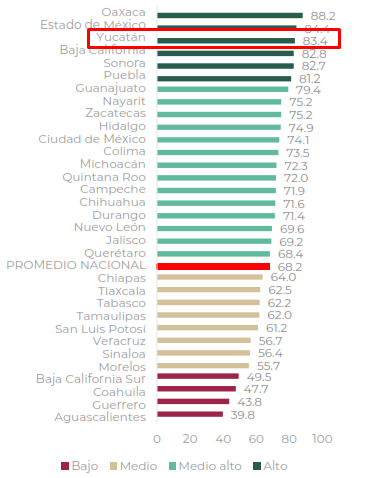 Oaxaca 88.2
Estado de México 84.4
Yucatán 83.4
Baja California 82.8
Sonora 82.7
Puebla 81.2
Guanajuato 79.4
Nayarit 75.2
Zacatecas 75.2
Hidalgo 74.9
Ciudad de México 74.1
Colima 73.5
Michoacán 72.3
Quintana Roo 72.0
Campeche 71.9
Chihuahua 71.6
Durango 71.4
Nuevo León 69.6
Jalisco 69.2
Querétaro 68.4
PROMEDIO NACIONAL 68.2
Chiapas 64.0
Tlaxcala 62.5
Tabasco 62.2
Tamaulipas 62.0
San Luis Potosí 61.2
Veracruz 56.7
Sinaloa 56.4
Morelos 55.7
Baja California Sur 49.5
Coahuila 47.7
Guerrero 43.8
Aguascalientes 39.8
0 20 40 60 80 100
Bajo Medio Medio alto Alto